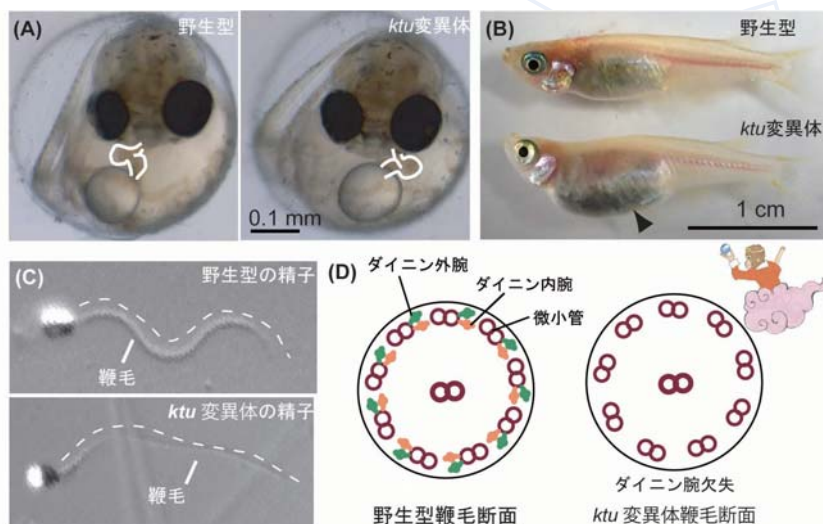 (A)
野生型
ktu変異体
0.1 mm
(B)
野生型
ktu変異体
1 cm
(C)
野生型の精子
鞭毛
ktu 変異体の精子
鞭毛
(D)
ダイニン外腕
ダイニン内腕
微小管
野生型鞭毛断面
ダイニン腕欠失
ktu 変異体鞭毛断面